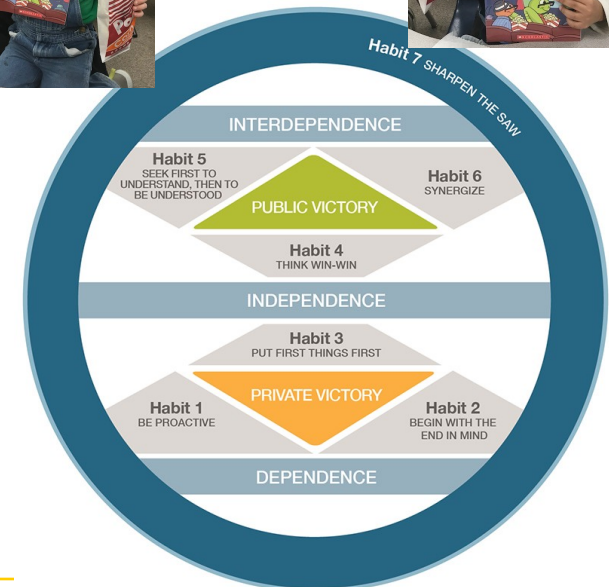 SCHOLASTIC
Habit 7 SHARPEN THE SAW
INTERDEPENDENCE
Habit 5
SEEK FIRST TO
UNDERSTAND, THEN TO
BE UNDERSTOOD
Habit 6
SYNERGIZE
PUBLIC VICTORY
Habit 4
THINK WIN-WIN
INDEPENDENCE
Habit 3
PUT FIRST THINGS FIRST
PRIVATE VICTORY
Habit 1
BE PROACTIVE
Habit 2
BEGIN WITH THE
END IN MIND
DEPENDENCE